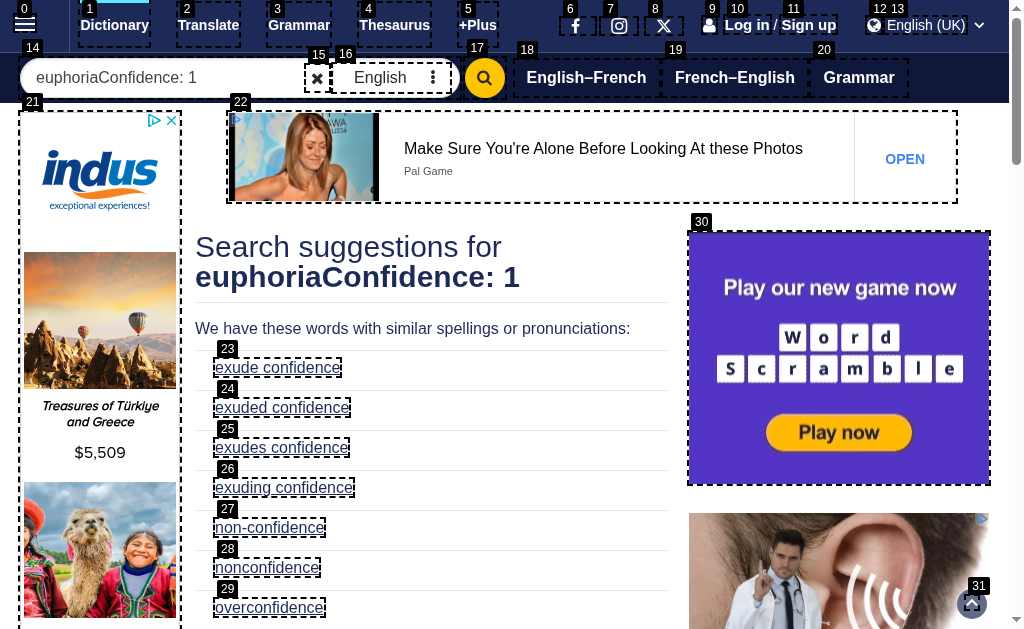 0
1
2
3
4
5
6
7
8
9
10
11
12
13
Dictionary
Translate
Grammar
Thesaurus
+Plus
Log in / Sign up
English (UK)
14
15
16
17
18
19
20
euphoriaConfidence: 1
English
English–French
French–English
Grammar
21
22
indus
exceptional experiences!
Make Sure You're Alone Before Looking At these Photos
Pal Game
OPEN
Search suggestions for
euphoriaConfidence: 1
We have these words with similar spellings or pronunciations:
23
exude confidence
24
exuded confidence
25
exudes confidence
26
exuding confidence
27
non-confidence
28
nonconfidence
29
overconfidence
Treasures of Türkiye
and Greece
$5,509
30
Play our new game now
Word
Scramble
Play now
31